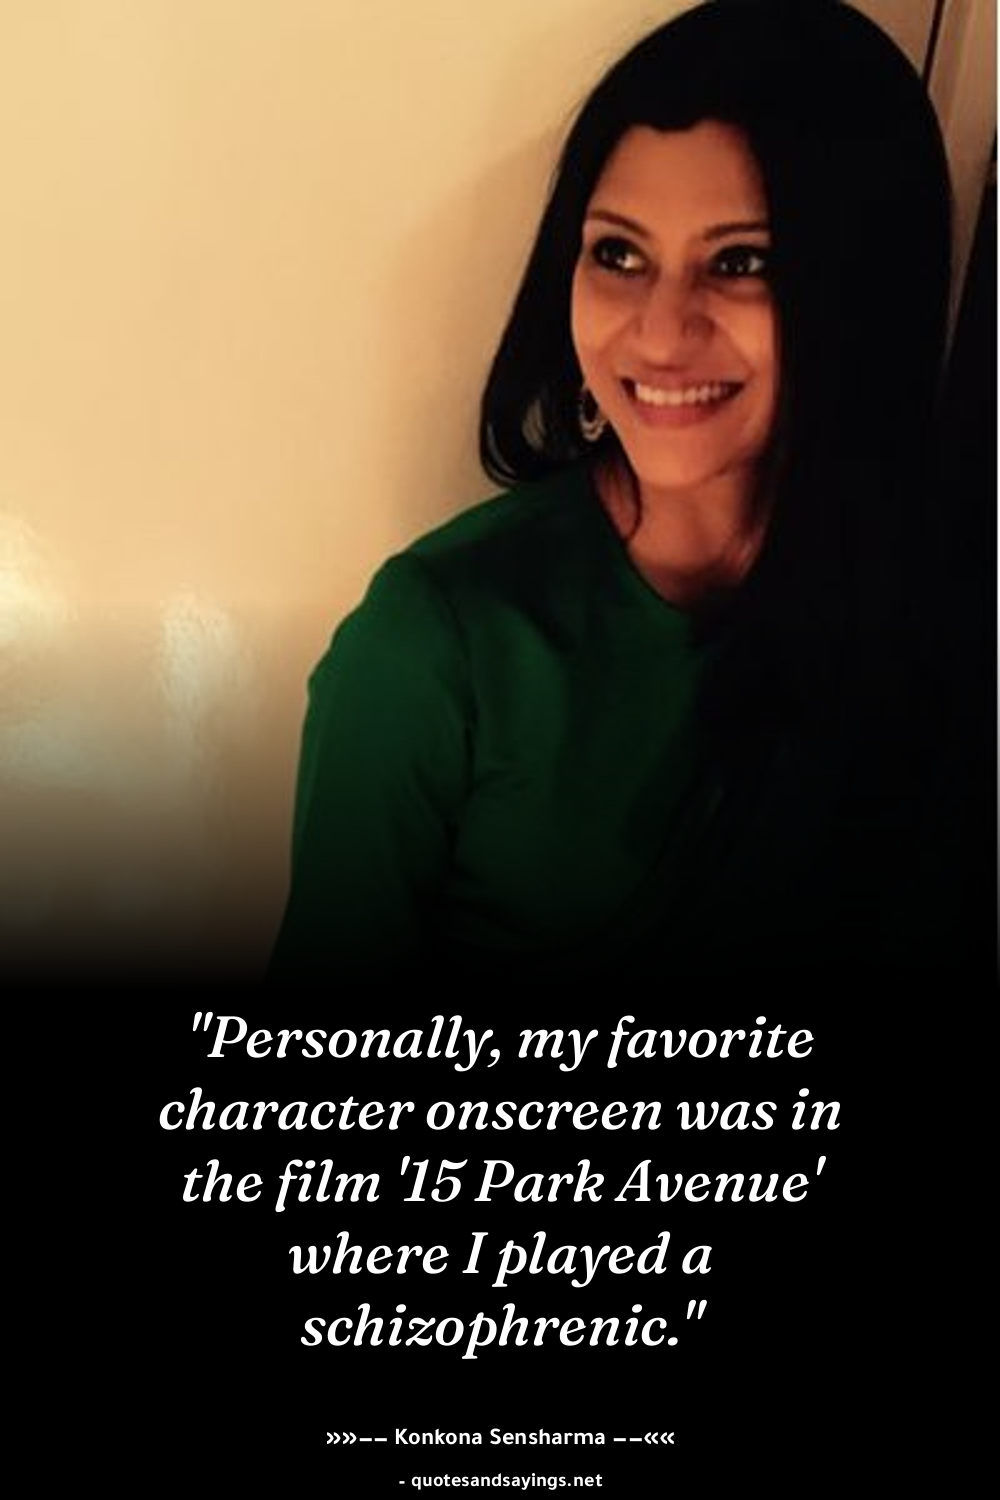 "Personally, my favorite
character onscreen was in
the film '15 Park Avenue'
where I played a
schizophrenic."
»»–– Konkona Sensharma ––««
- quotesandsayings.net